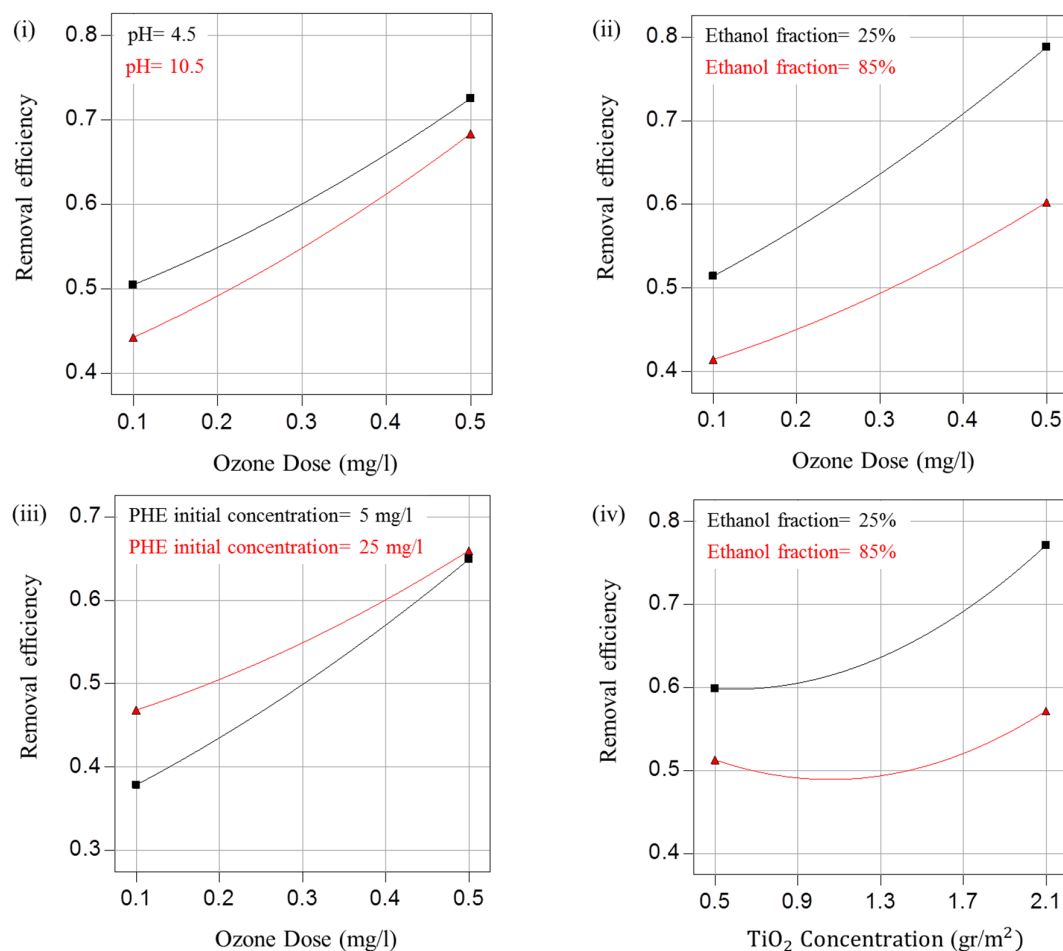 (i)
pH= 4.5
pH= 10.5
0.8
0.7
0.6
0.5
0.4
Removal efficiency
0.1 0.2 0.3 0.4 0.5
Ozone Dose (mg/l)
(ii)
Ethanol fraction= 25%
Ethanol fraction= 85%
0.8
0.7
0.6
0.5
0.4
Removal efficiency
0.1 0.2 0.3 0.4 0.5
Ozone Dose (mg/l)
(iii)
PHE initial concentration= 5 mg/l
PHE initial concentration= 25 mg/l
0.7
0.6
0.5
0.4
0.3
Removal efficiency
0.1 0.2 0.3 0.4 0.5
Ozone Dose (mg/l)
(iv)
Ethanol fraction= 25%
Ethanol fraction= 85%
0.8
0.7
0.6
0.5
0.4
Removal efficiency
0.5 0.9 1.3 1.7 2.1
TiO₂ Concentration (gr/m²)